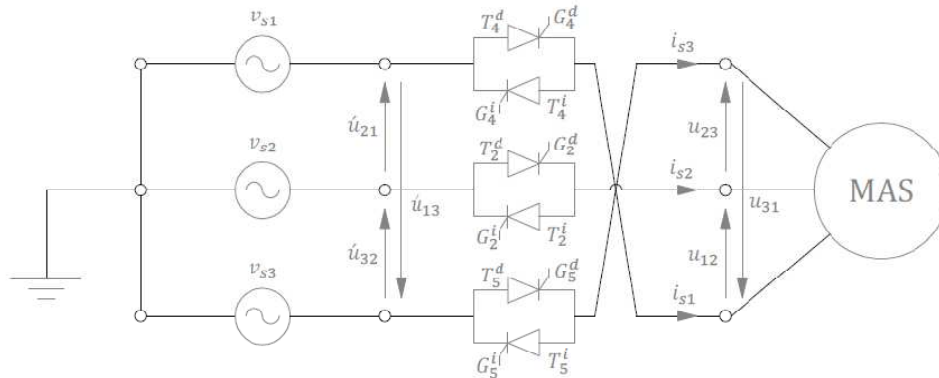 v_{s1}
T_4^d G_4^d
G_4^i T_4^i
i_{s3}
ú_{21}
u_{23}
v_{s2}
T_2^d G_2^d
G_2^i T_2^i
i_{s2}
MAS
ú_{13}
u_{31}
ú_{32}
u_{12}
v_{s3}
T_5^d G_5^d
G_5^i T_5^i
i_{s1}